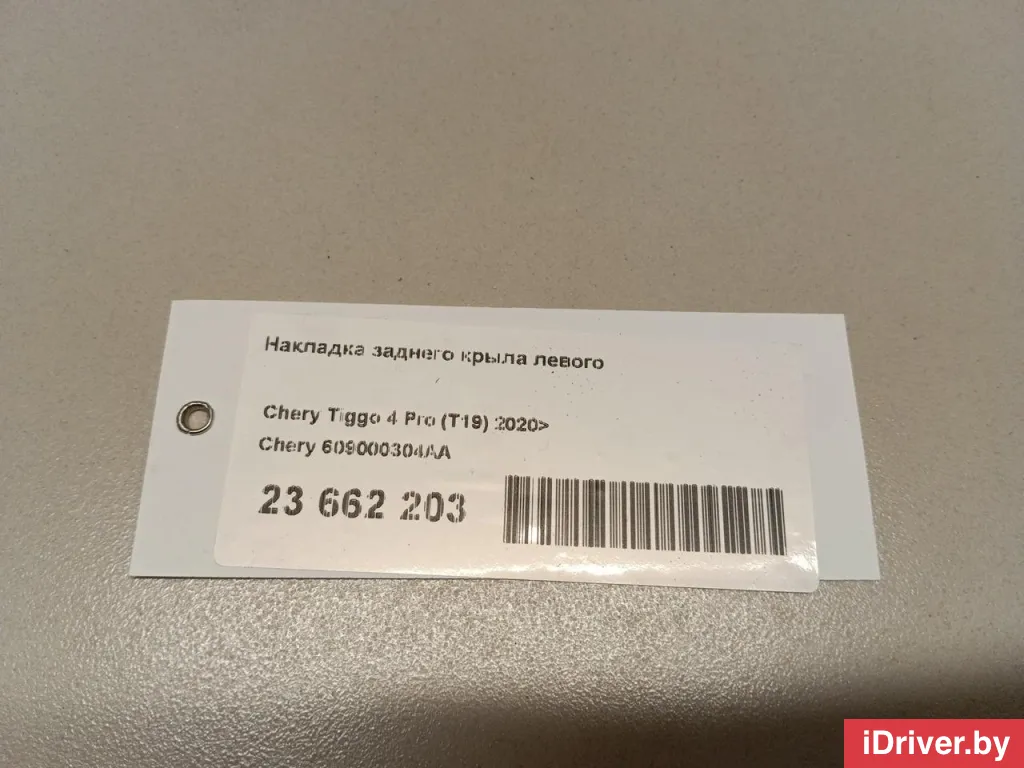 Накладка заднего крыла левого
Chery Tiggo 4 Pro (T19) 2020>
Chery 609000304AA
23 662 203
iDriver.by